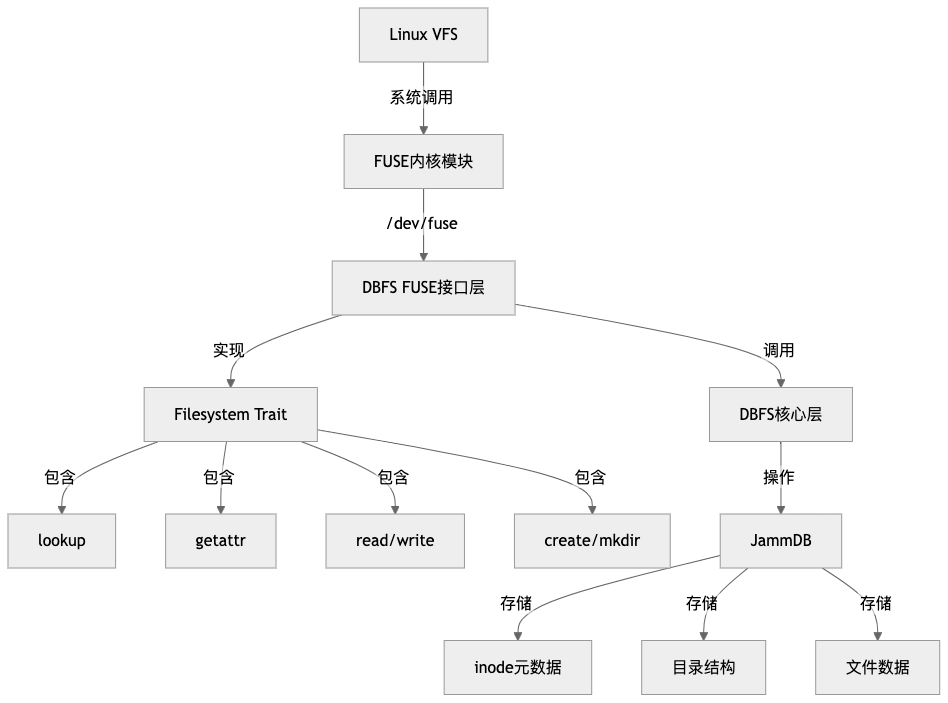 Linux VFS
系统调用
FUSE内核模块
/dev/fuse
DBFS FUSE接口层
实现
调用
Filesystem Trait
DBFS核心层
包含
包含
包含
包含
操作
lookup
getattr
read/write
create/mkdir
JammDB
存储
存储
存储
inode元数据
目录结构
文件数据